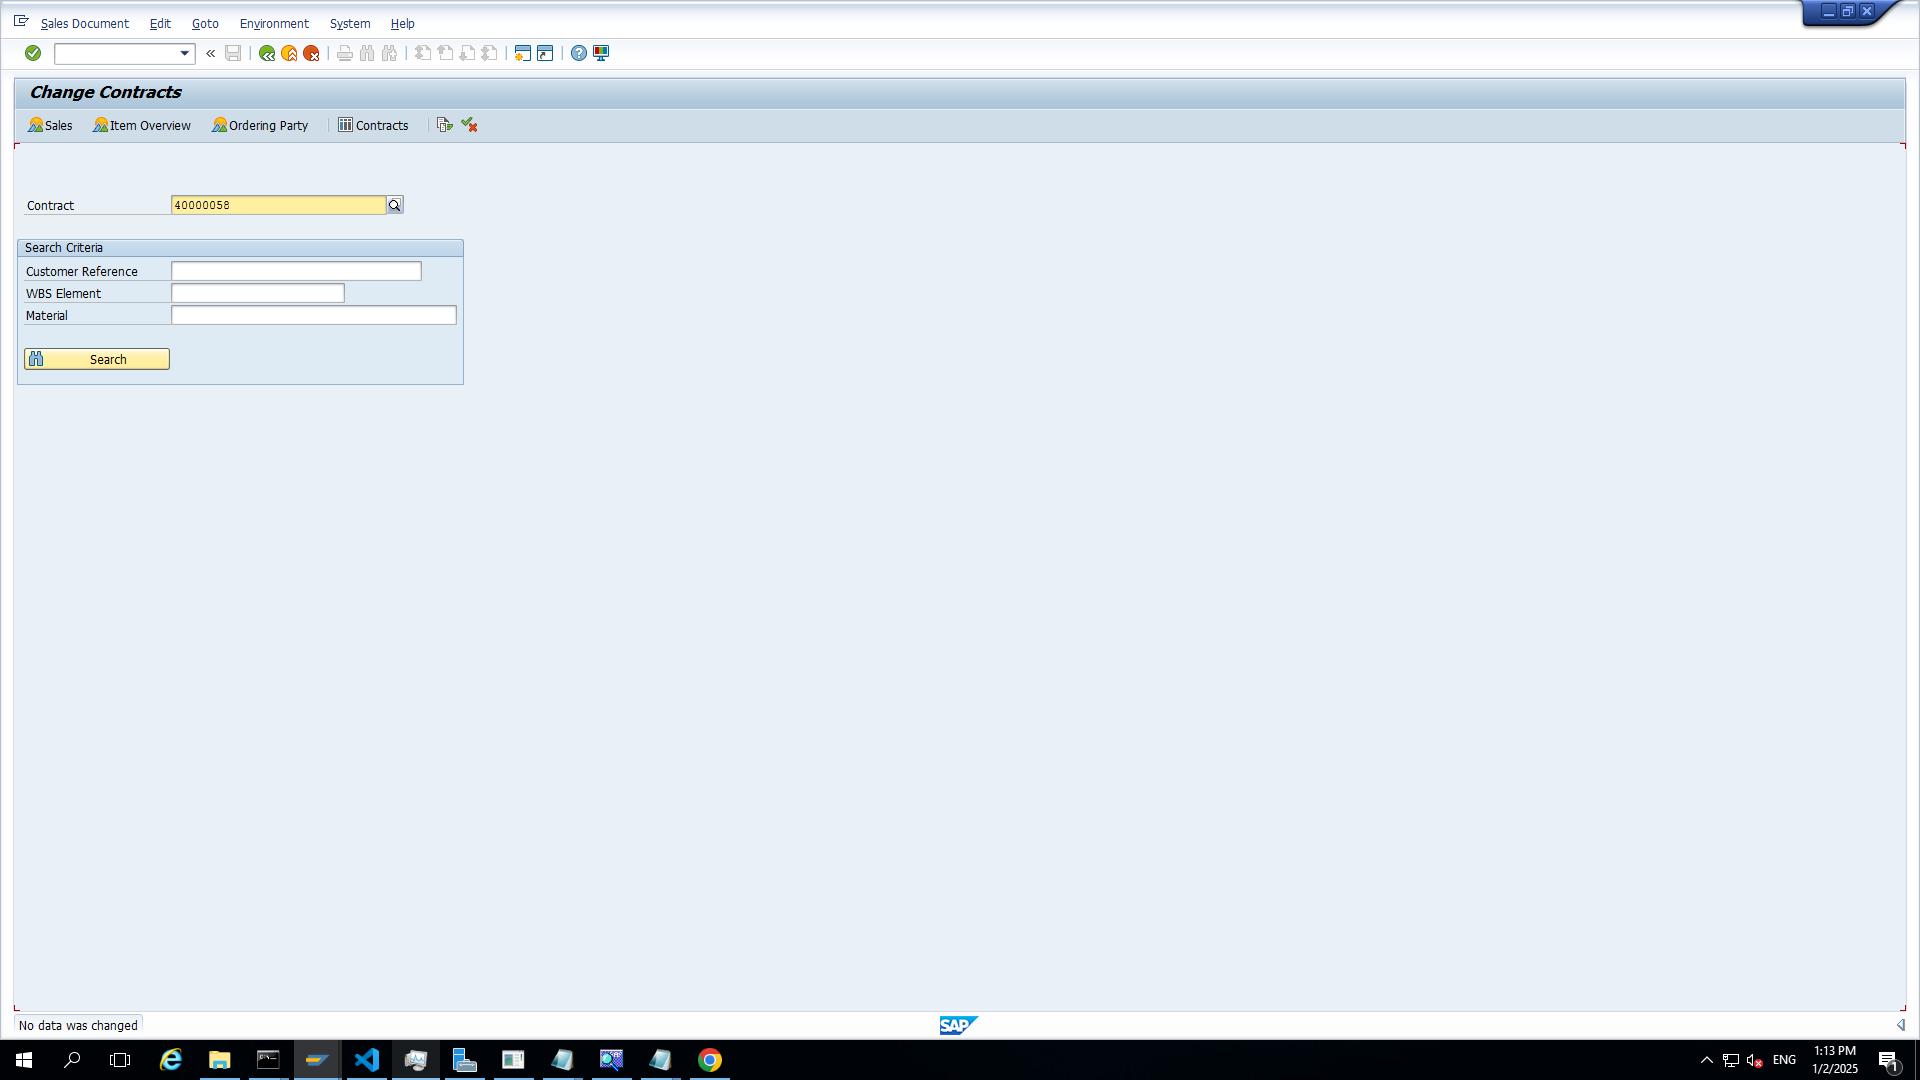 Sales Document Edit Goto Environment System Help
«
Change Contracts
Sales Item Overview Ordering Party Contracts
Contract 40000058
Search Criteria
Customer Reference
WBS Element
Material
Search
No data was changed
SAP
ENG
1:13 PM
1/2/2025
1